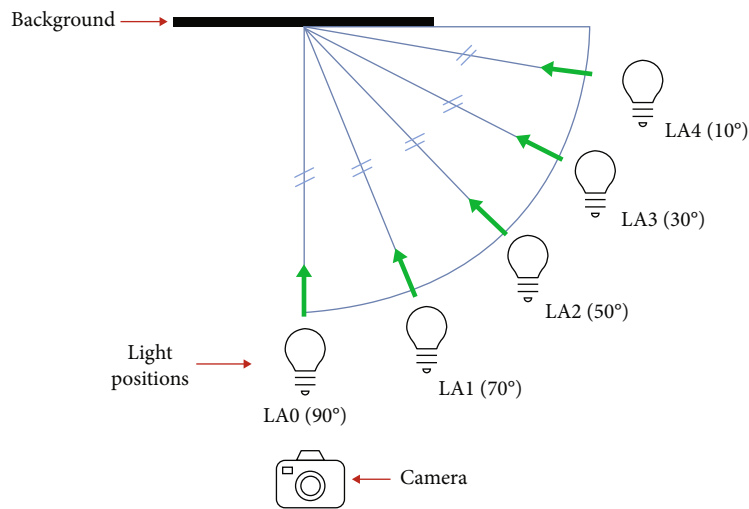 Background
LA4 (10°)
LA3 (30°)
LA2 (50°)
Light
positions
LA1 (70°)
LA0 (90°)
Camera